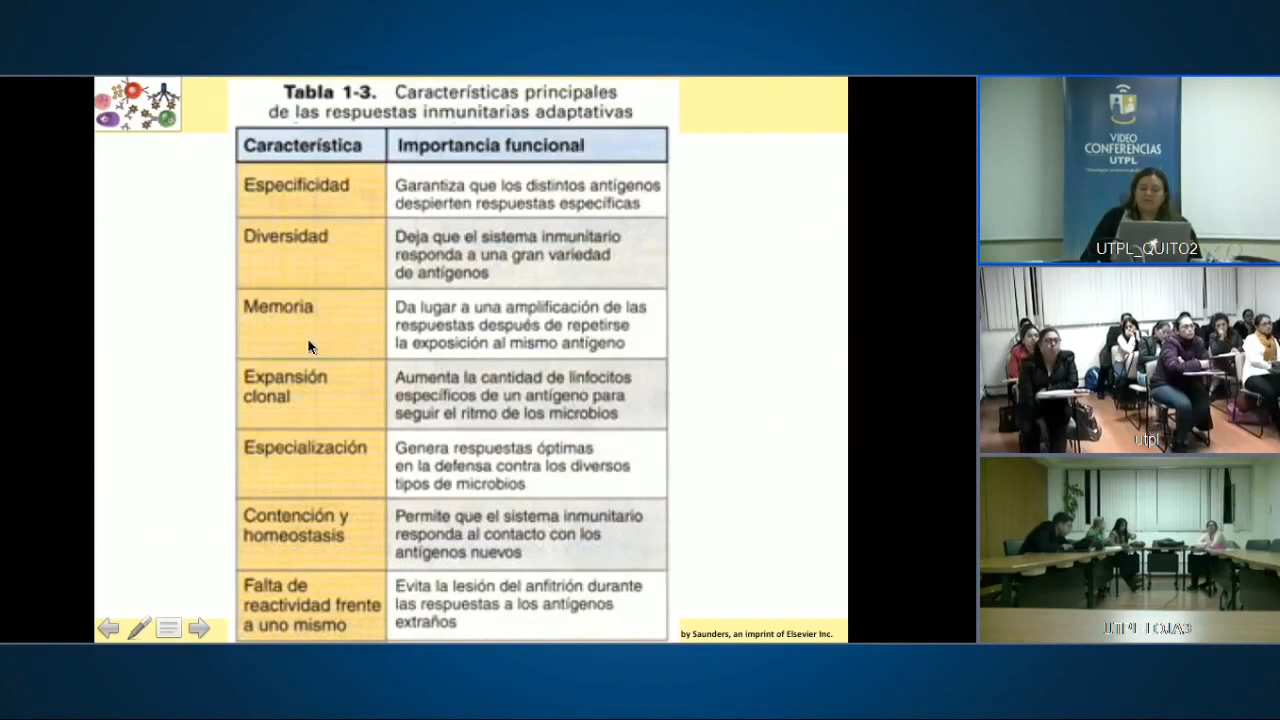 Tabla 1-3. Características principales
de las respuestas inmunitarias adaptativas
Característica
Importancia funcional
Especificidad
Garantiza que los distintos antígenos
despierten respuestas específicas
Diversidad
Deja que el sistema inmunitario
responda a una gran variedad
de antígenos
Memoria
Da lugar a una amplificación de las
respuestas después de repetirse
la exposición al mismo antígeno
Expansión
clonal
Aumenta la cantidad de linfocitos
específicos de un antígeno para
seguir el ritmo de los microbios
Especialización
Genera respuestas óptimas
en la defensa contra los diversos
tipos de microbios
Contención y
homeostasis
Permite que el sistema inmunitario
responda al contacto con los
antígenos nuevos
Falta de
reactividad frente
a uno mismo
Evita la lesión del anfitrión durante
las respuestas a los antígenos
extraños
by Saunders, an imprint of Elsevier Inc.
VIDEO
CONFERENCIAS
UTPL
UTPL_QUITO2
utpl
UTPL_LOJA3